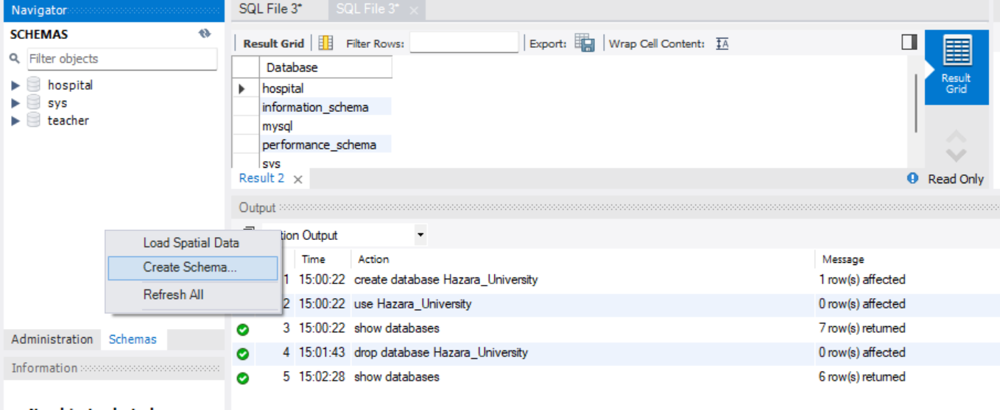 Navigator
SCHEMAS
Filter objects
hospital
sys
teacher
SQL File 3*
SQL File 3*
Result Grid
Filter Rows:
Export:
Wrap Cell Content:
Database
hospital
information_schema
mysql
performance_schema
sys
Result Grid
Result 2
Read Only
Output
tion Output
Load Spatial Data
Create Schema...
Refresh All
Time Action Message
1 15:00:22 create database Hazara_University 1 row(s) affected
2 15:00:22 use Hazara_University 0 row(s) affected
3 15:00:22 show databases 7 row(s) returned
4 15:01:43 drop database Hazara_University 0 row(s) affected
5 15:02:28 show databases 6 row(s) returned
Administration Schemas
Information